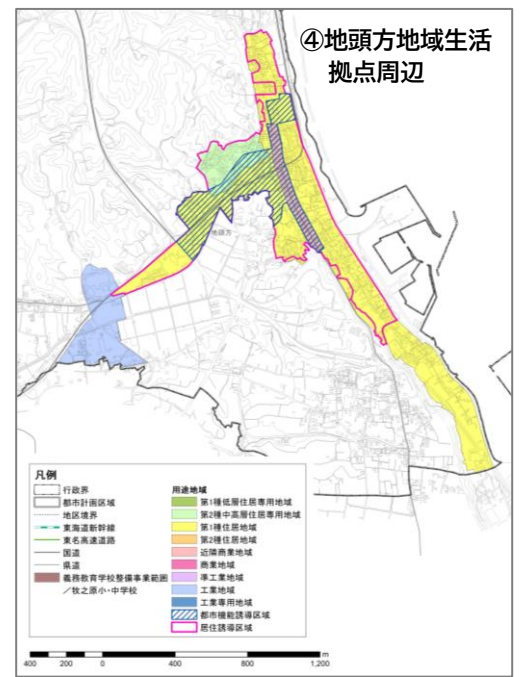 ④地頭方地域生活
拠点周辺
地頭方
凡例
行政界
都市計画区域
地区境界
東海道新幹線
東名高速道路
国道
県道
義務教育学校整備事業範囲
／牧之原小・中学校
用途地域
第1種低層住居専用地域
第2種中高層住居専用地域
第1種住居地域
第2種住居地域
近隣商業地域
商業地域
準工業地域
工業地域
工業専用地域
都市機能誘導区域
居住誘導区域
400 200 0 400 800 1,200
m